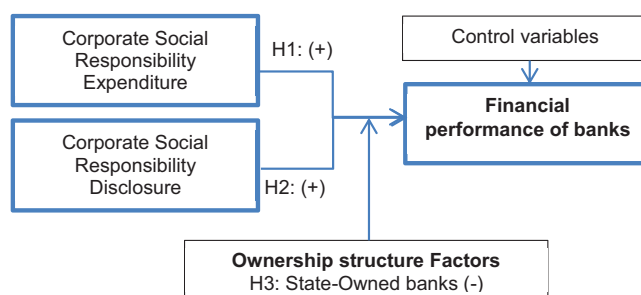 Corporate Social
Responsibility
Expenditure
H1: (+)
Control variables
Financial
performance of banks
Corporate Social
Responsibility
Disclosure
H2: (+)
Ownership structure Factors
H3: State-Owned banks (-)